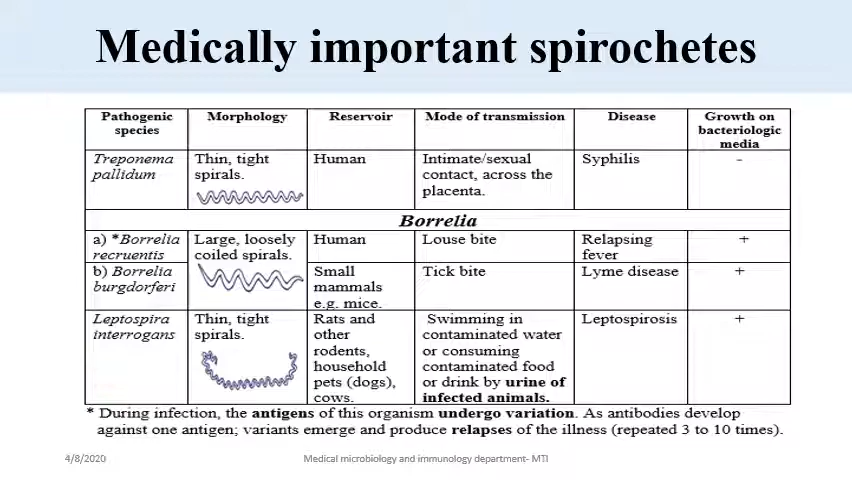 Medically important spirochetes
Pathogenic species | Morphology | Reservoir | Mode of transmission | Disease | Growth on bacteriologic media
Treponema pallidum | Thin, tight spirals. | Human | Intimate/sexual contact, across the placenta. | Syphilis | -
Borrelia
a) *Borrelia recruentis | Large, loosely coiled spirals. | Human | Louse bite | Relapsing fever | +
b) Borrelia burgdorferi | Small mammals e.g. mice. | Tick bite | Lyme disease | +
Leptospira interrogans | Thin, tight spirals. | Rats and other rodents, household pets (dogs), cows. | Swimming in contaminated water or consuming contaminated food or drink by urine of infected animals. | Leptospirosis | +
* During infection, the antigens of this organism undergo variation. As antibodies develop
against one antigen; variants emerge and produce relapses of the illness (repeated 3 to 10 times).
4/8/2020
Medical microbiology and immunology department- MTI